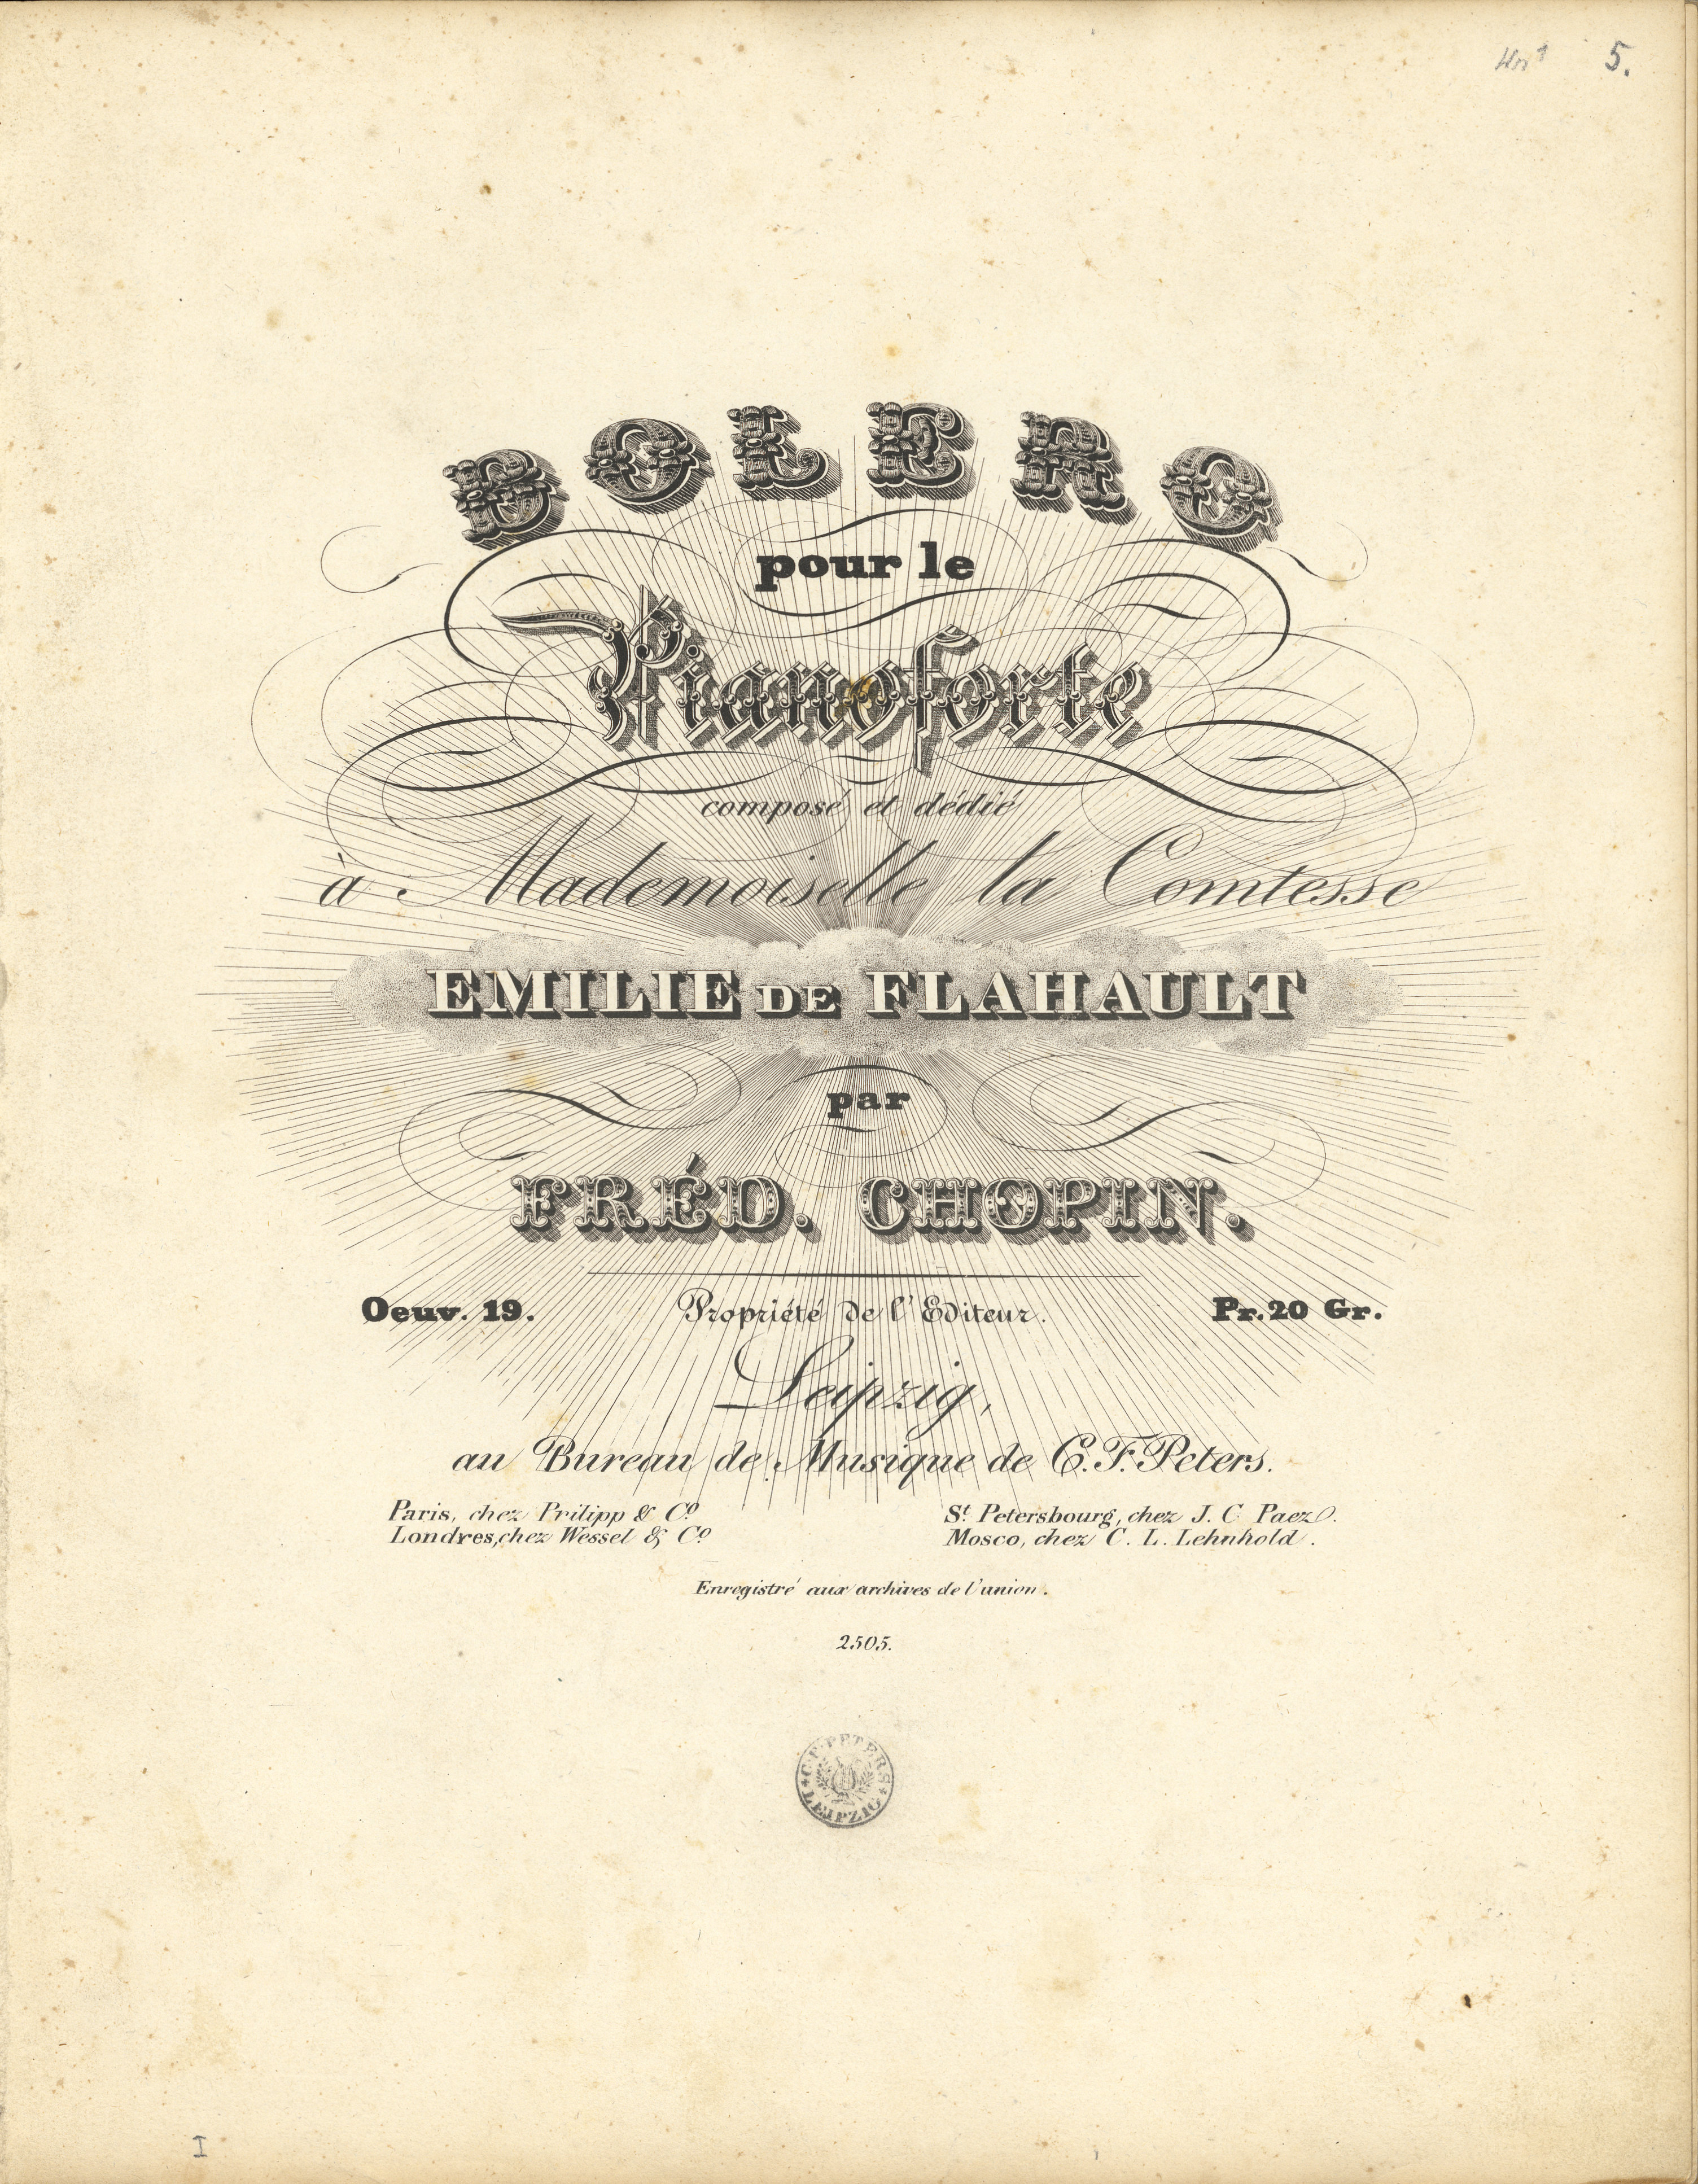 5.
BOLERO
pour le
Pianoforte
composé et dédié
à Mademoiselle la Comtesse
EMILIE DE FLAHAULT
par
FRÉD. CHOPIN.
Oeuv. 19. Propriété de l'Editeur. Pr. 20 Gr.
Leipzig,
au Bureau de Musique de C. F. Peters.
Paris, chez Prilipp & Cº St. Petersbourg, chez J. C. Paez.
Londres, chez Wessel & Cº Mosco, chez C. L. Lehnhold.
Enregistré aux archives de l'union.
2505.
C. F. PETERS
LEIPZIG
I